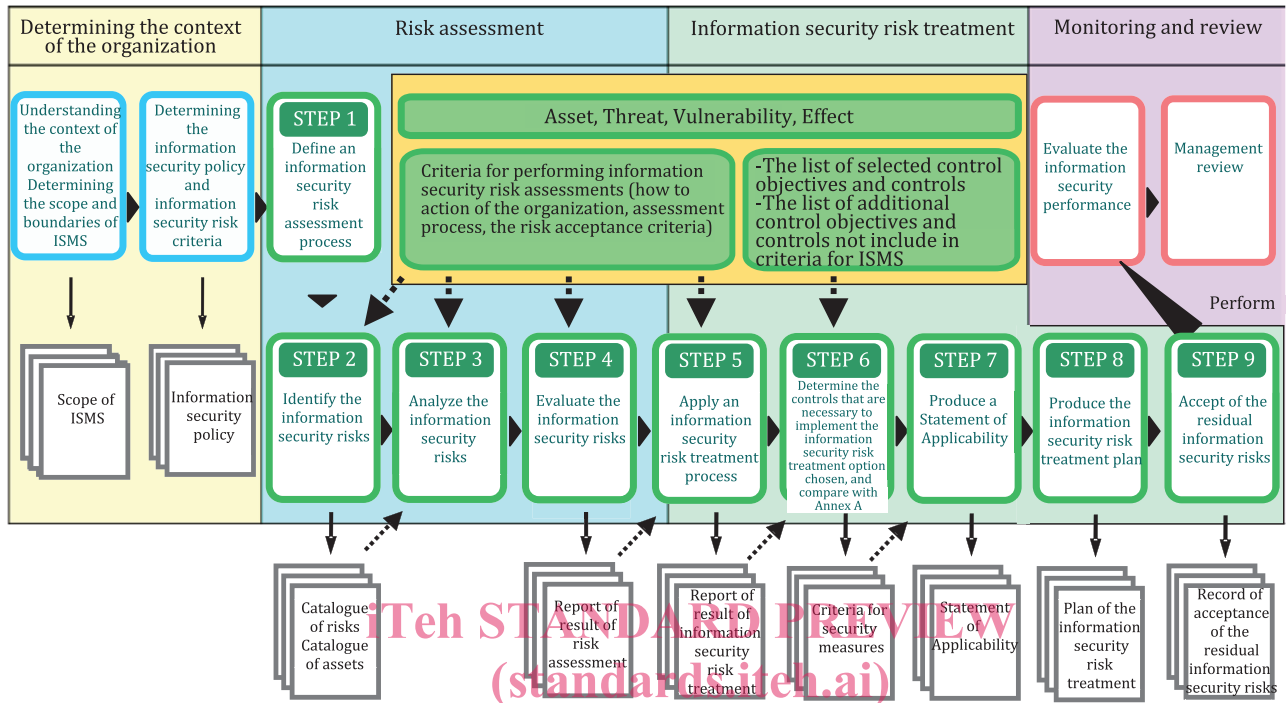 Determining the context
of the organization
Risk assessment
Information security risk treatment
Monitoring and review
Understanding
the context of
the
organization
Determining
the scope and
boundaries of
ISMS
Determining
the
information
security policy
and
information
security risk
criteria
STEP 1
Define an
information
security
risk
assessment
process
Asset, Threat, Vulnerability, Effect
Criteria for performing information
security risk assessments (how to
action of the organization, assessment
process, the risk acceptance criteria)
-The list of selected control
objectives and controls
-The list of additional
control objectives and
controls not include in
criteria for ISMS
Evaluate the
information
security
performance
Management
review
Perform
Scope of
ISMS
Information
security
policy
STEP 2
Identify the
information
security risks
STEP 3
Analyze the
information
security
risks
STEP 4
Evaluate the
information
security risks
STEP 5
Apply an
information
security
risk treatment
process
STEP 6
Determine the
controls that are
necessary to
implement the
information
security risk
treatment option
chosen, and
compare with
Annex A
STEP 7
Produce a
Statement of
Applicability
STEP 8
Produce the
information
security risk
treatment plan
STEP 9
Accept of the
residual
information
security risks
Catalogue
of risks
Catalogue
of assets
Report of
result of
risk
assessment
Report of
result of
information
security
risk
treatment
Criteria for
security
measures
Statement
of
Applicability
Plan of the
information
security
risk
treatment
Record of
acceptance
of the
residual
information
security risks
iTeh STANDARD PREVIEW
(standards.iteh.ai)